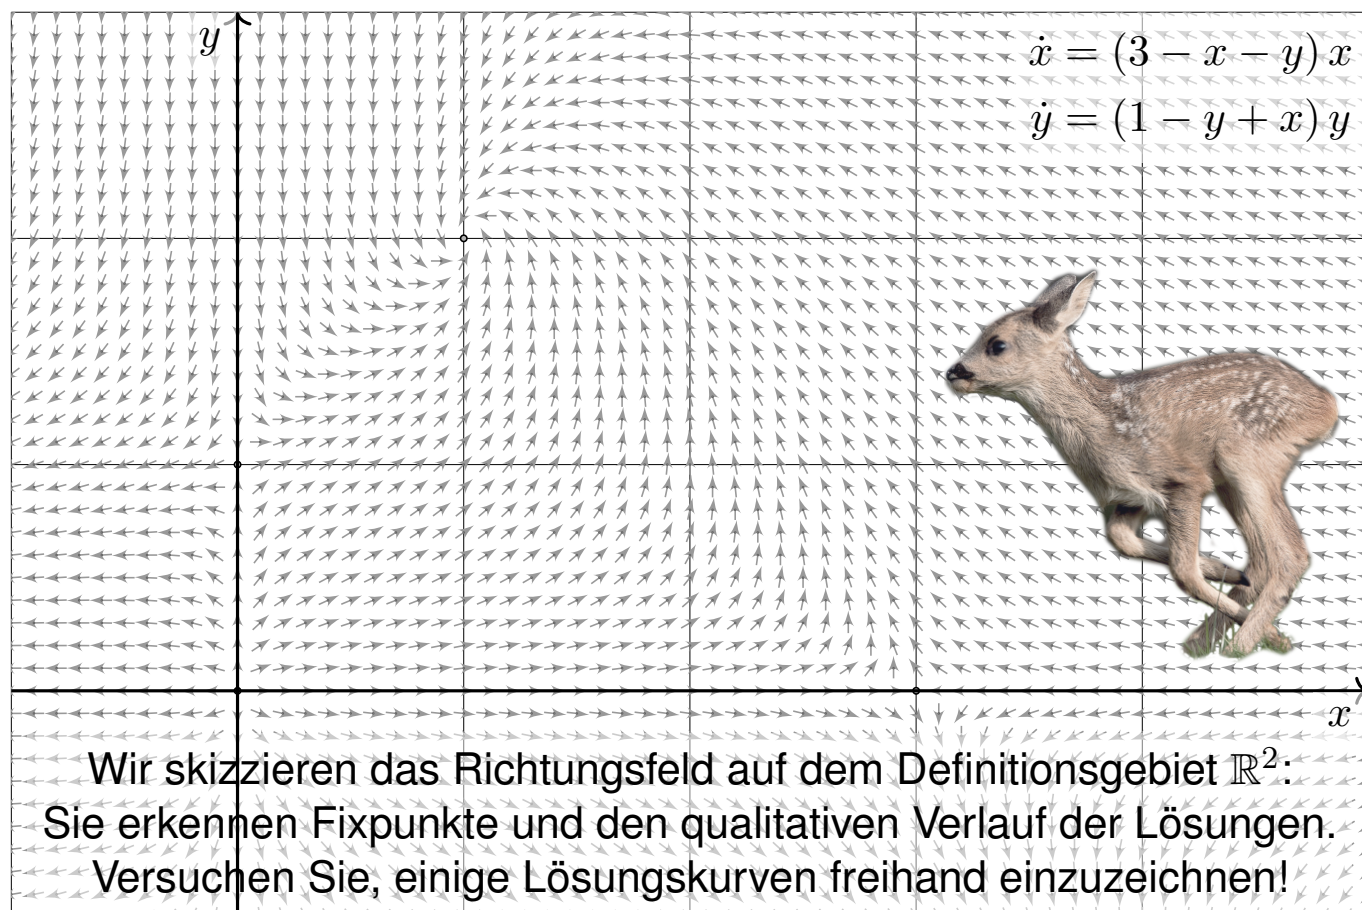 y
ẋ = (3 − x − y) x
ẏ = (1 − y + x) y
x
Wir skizzieren das Richtungsfeld auf dem Definitionsgebiet ℝ²:
Sie erkennen Fixpunkte und den qualitativen Verlauf der Lösungen.
Versuchen Sie, einige Lösungskurven freihand einzuzeichnen!